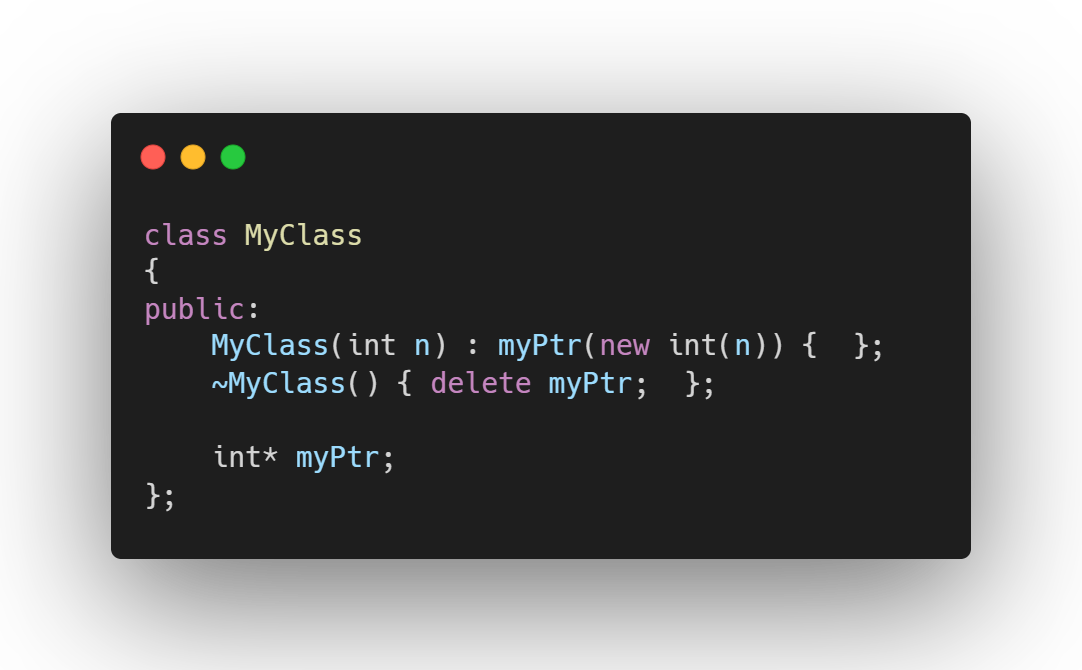 class MyClass
{
public:
    MyClass(int n) : myPtr(new int(n)) {  };
    ~MyClass() { delete myPtr;  };

    int* myPtr;
};